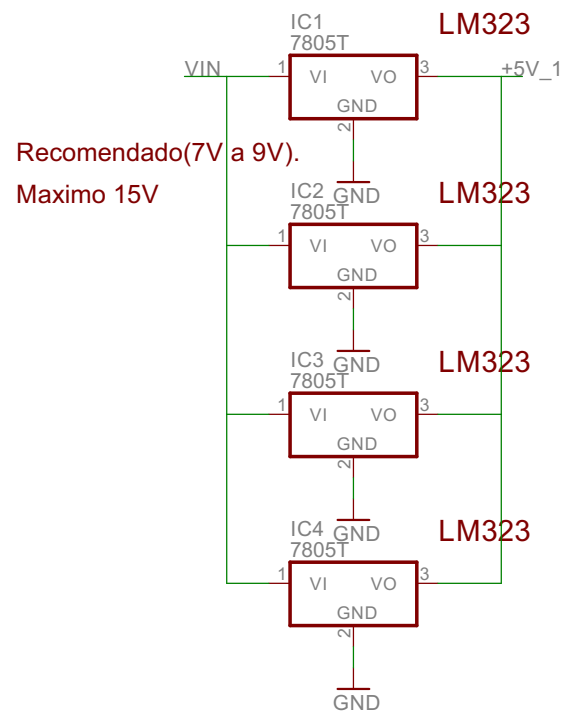 IC1
7805T
LM323
VIN
1
VI
VO
3
+5V_1
GND
2
GND
Recomendado(7V a 9V).
Maximo 15V
IC2
7805T
LM323
1
VI
VO
3
GND
2
GND
IC3
7805T
LM323
1
VI
VO
3
GND
2
GND
IC4
7805T
LM323
1
VI
VO
3
GND
2
GND